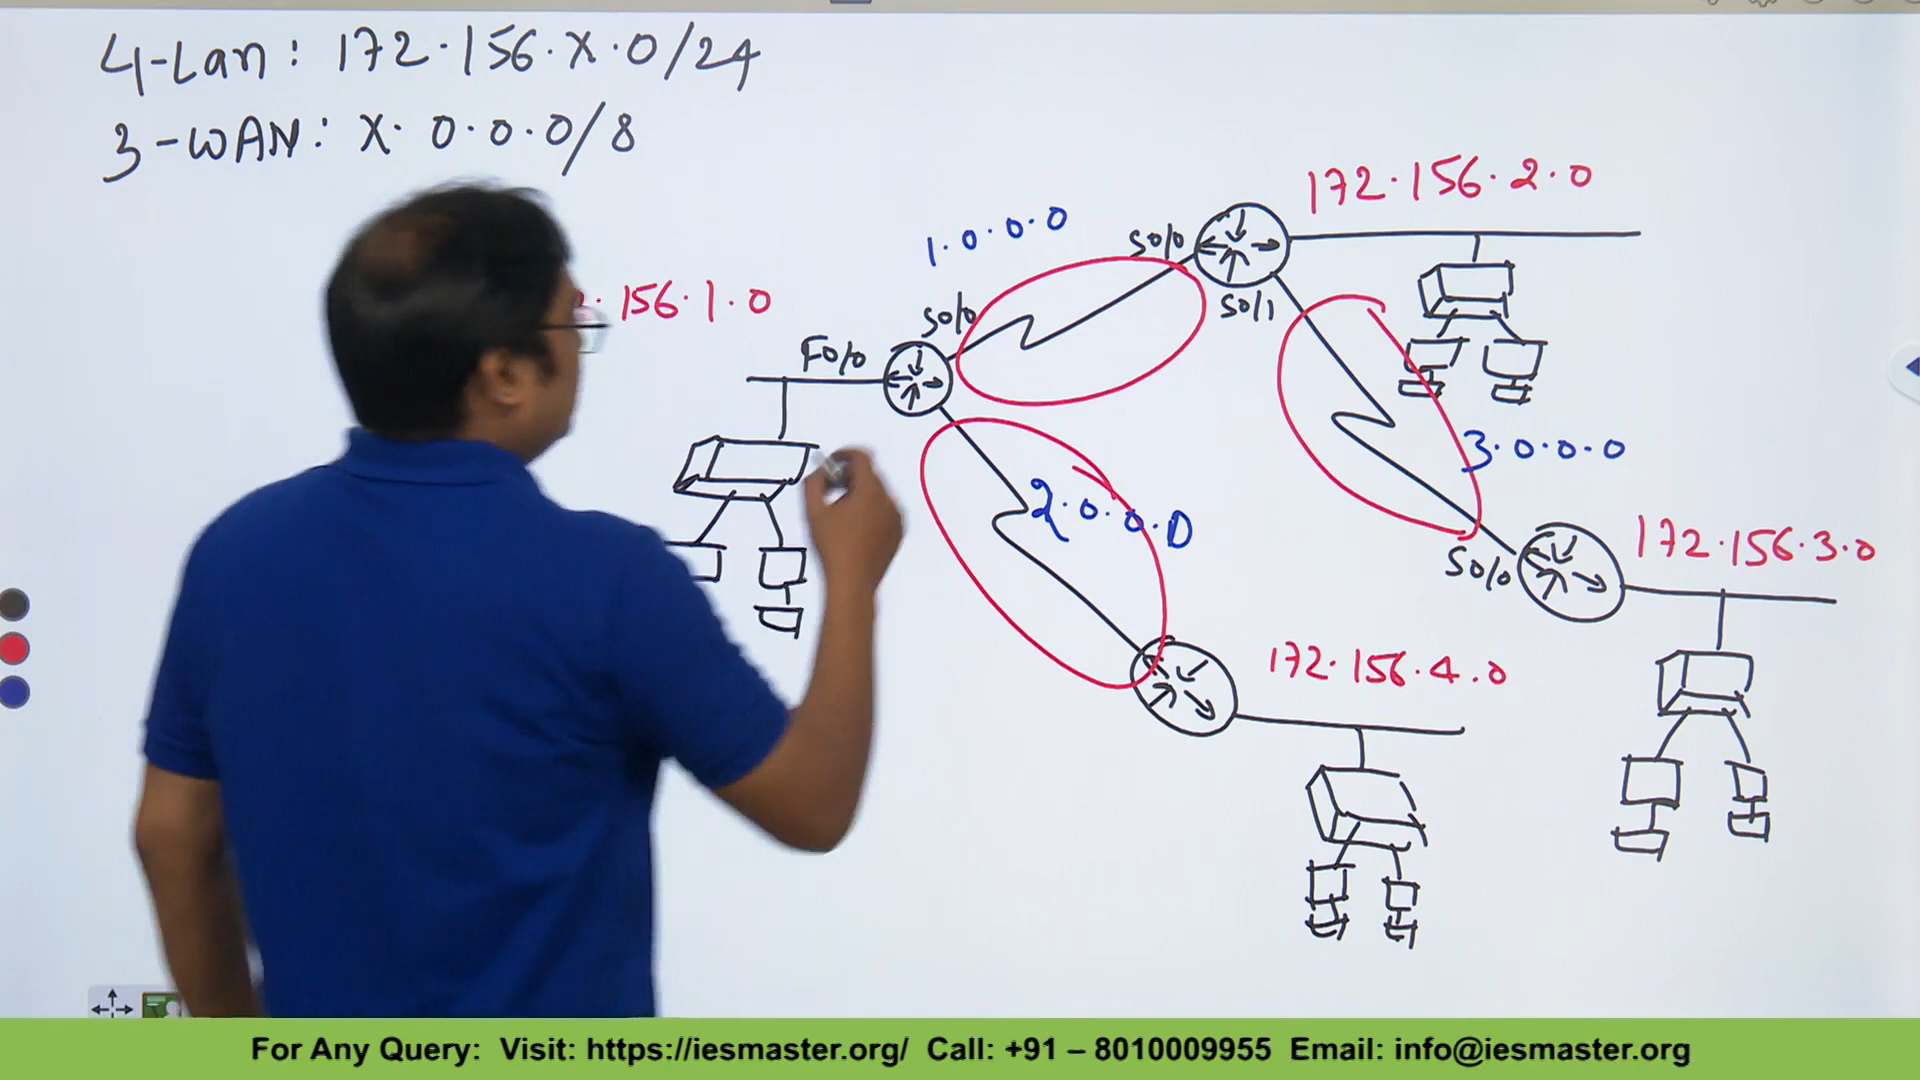 4-Lan: 172.156.X.0/24
3-WAN: X.0.0.0/8
172.156.2.0
1.0.0.0
S0/0
156.1.0
S0/0
S0/1
F0/0
3.0.0.0
2.0.0.0
172.156.3.0
S0/0
172.156.4.0
For Any Query: Visit: https://iesmaster.org/ Call: +91 – 8010009955 Email: info@iesmaster.org